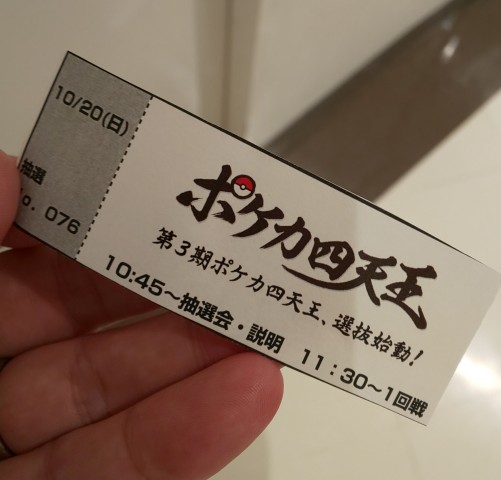 10/20(日)
抽選
No. 076
ポケカ四天王
第3期ポケカ四天王、選抜始動!
10:45～抽選会・説明 11:30～1回戦